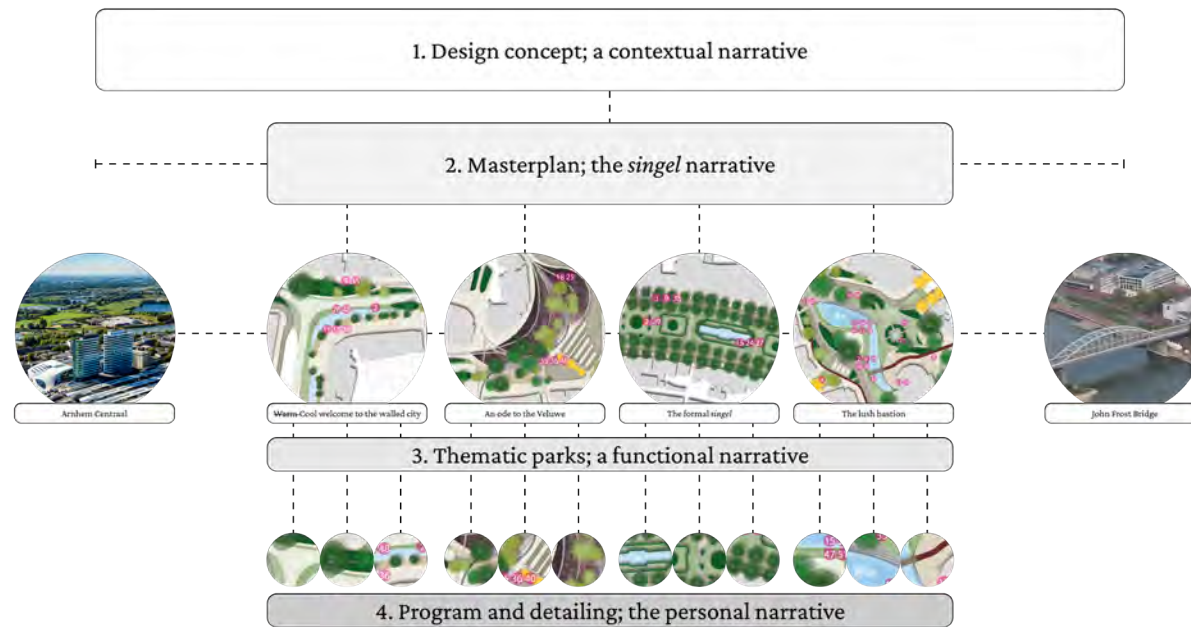 1. Design concept; a contextual narrative
2. Masterplan; the singel narrative
Arnhem Centraal
Warm Cool welcome to the walled city
An ode to the Veluwe
The formal singel
The lush bastion
John Frost Bridge
3. Thematic parks; a functional narrative
36-40
4. Program and detailing; the personal narrative